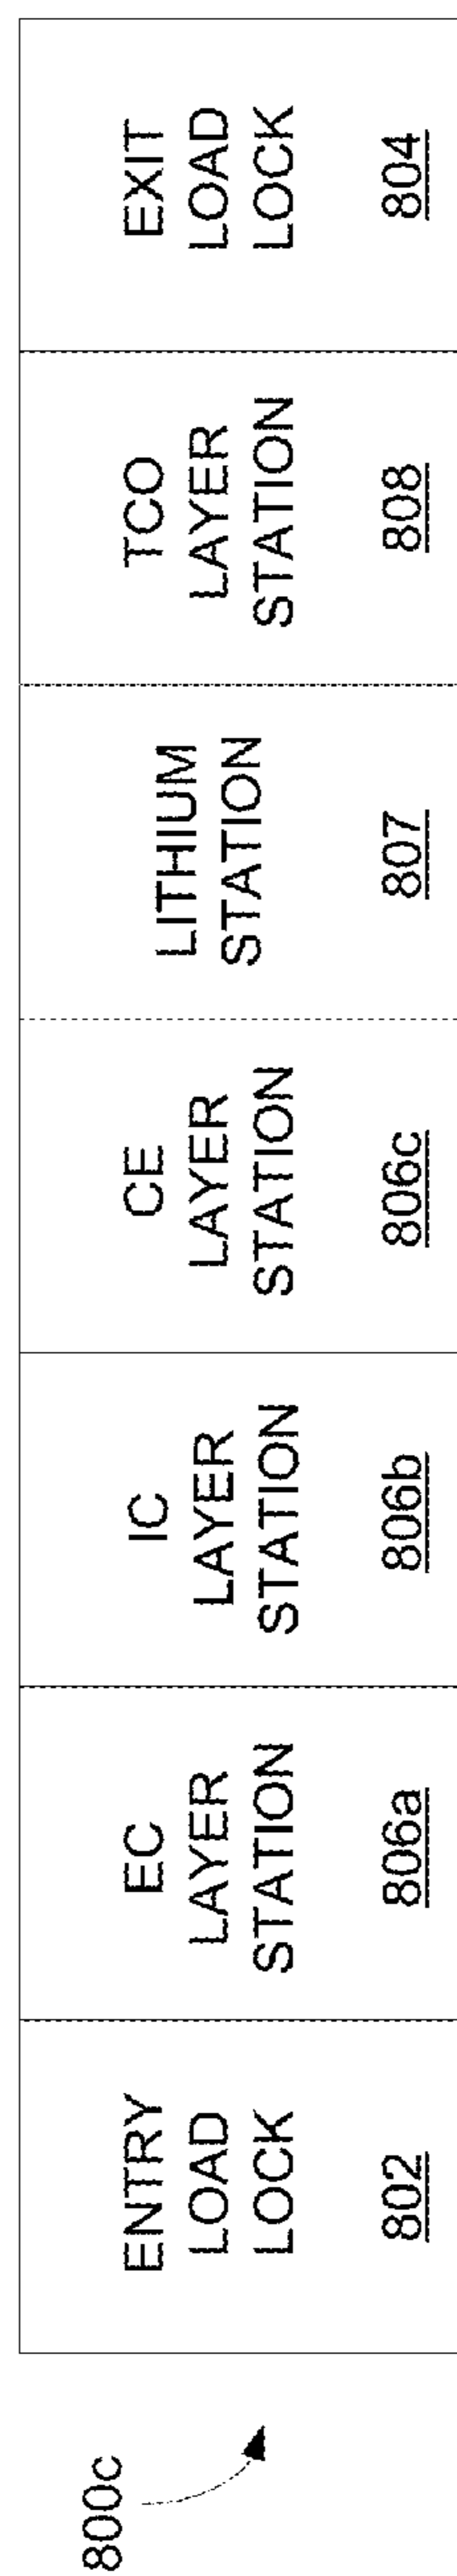 800c
ENTRY
LOAD
LOCK
802
EC
LAYER
STATION
806a
IC
LAYER
STATION
806b
CE
LAYER
STATION
806c
LITHIUM
STATION
807
TCO
LAYER
STATION
808
EXIT
LOAD
LOCK
804